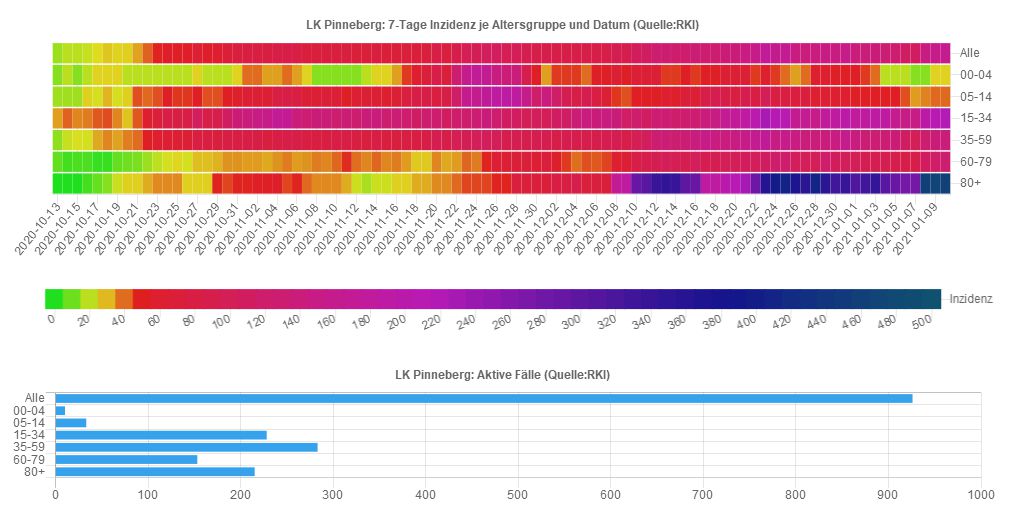 LK Pinneberg: 7-Tage Inzidenz je Altersgruppe und Datum (Quelle:RKI)
Alle
00-04
05-14
15-34
35-59
60-79
80+
2020-10-13 2020-10-15 2020-10-17 2020-10-19 2020-10-21 2020-10-23 2020-10-25 2020-10-27 2020-10-29 2020-10-31 2020-11-02 2020-11-04 2020-11-06 2020-11-08 2020-11-10 2020-11-12 2020-11-14 2020-11-16 2020-11-18 2020-11-20 2020-11-22 2020-11-24 2020-11-26 2020-11-28 2020-11-30 2020-12-02 2020-12-04 2020-12-06 2020-12-08 2020-12-10 2020-12-12 2020-12-14 2020-12-16 2020-12-18 2020-12-20 2020-12-22 2020-12-24 2020-12-26 2020-12-28 2020-12-30 2021-01-01 2021-01-03 2021-01-05 2021-01-07 2021-01-09
Inzidenz
0 20 40 60 80 100 120 140 160 180 200 220 240 260 280 300 320 340 360 380 400 420 440 460 480 500
LK Pinneberg: Aktive Fälle (Quelle:RKI)
Alle
00-04
05-14
15-34
35-59
60-79
80+
0 100 200 300 400 500 600 700 800 900 1000